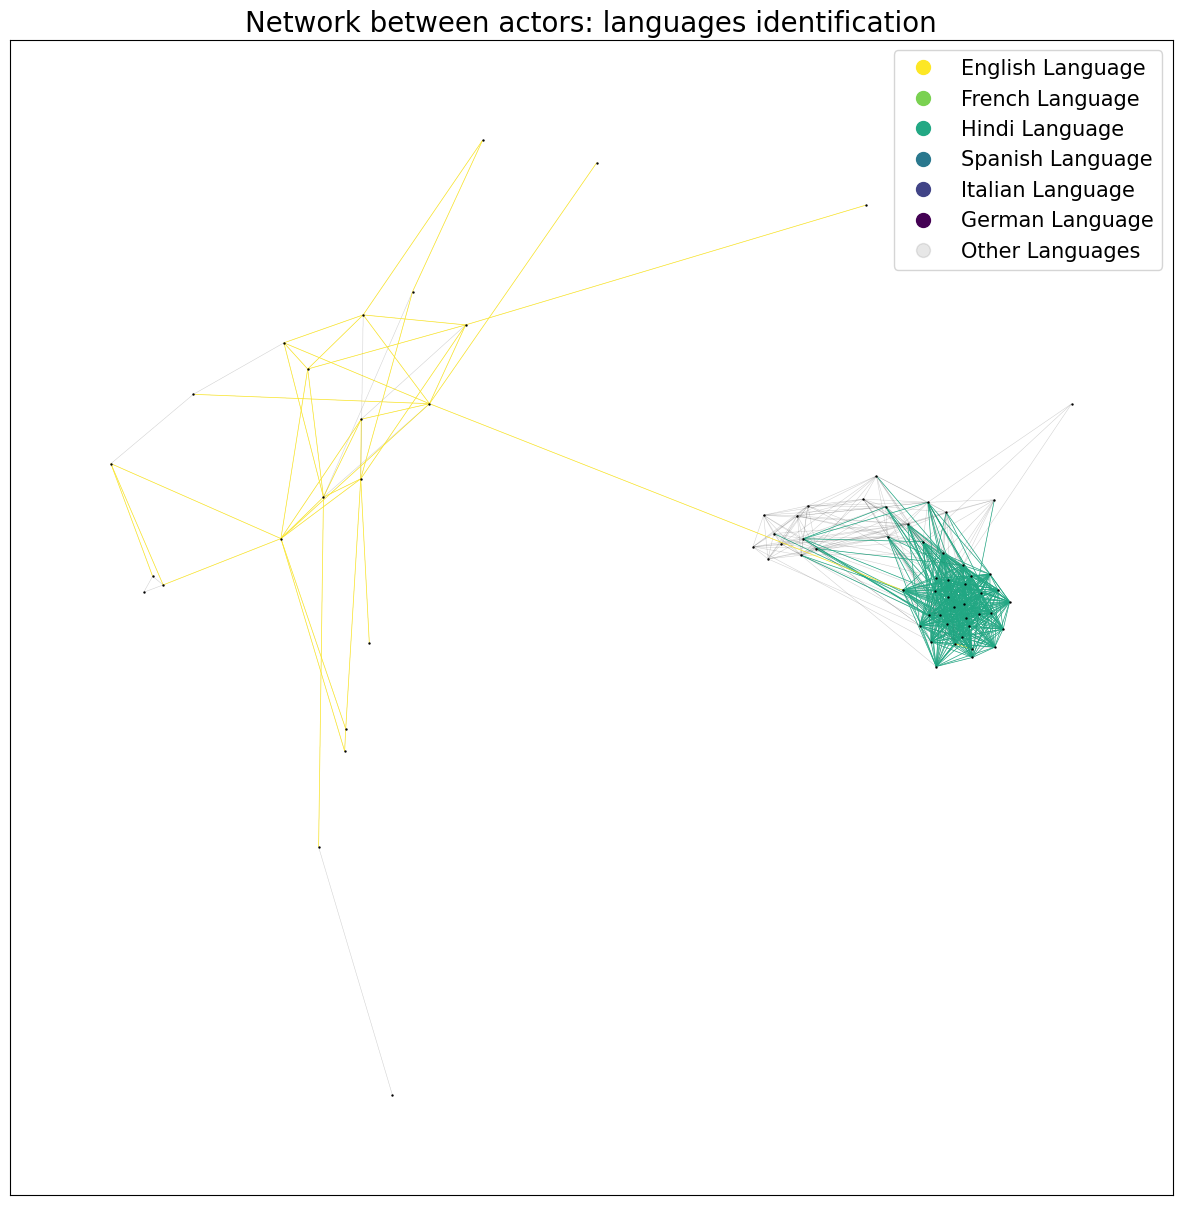 Network between actors: languages identification
English Language
French Language
Hindi Language
Spanish Language
Italian Language
German Language
Other Languages